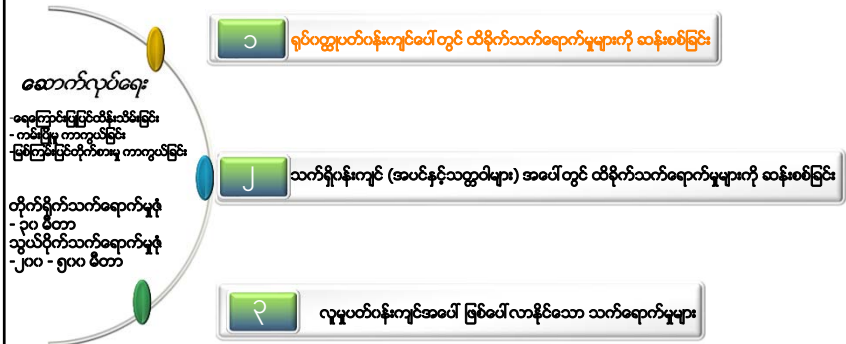 ဆောက်လုပ်ရေး
-ရေကြောင်းပြုပြင်ထိန်းသိမ်းခြင်း
- ကမ်းပြိုမှု ကာကွယ်ခြင်း
-မြစ်ကြမ်းပြင်တိုက်စားမှု ကာကွယ်ခြင်း
တိုက်ရိုက်သက်ရောက်မှုဇုံ
- ၃၀ မီတာ
သွယ်ဝိုက်သက်ရောက်မှုဇုံ
-၂၀၀ - ၅၀၀ မီတာ
၁
ရုပ်ဝတ္ထုပတ်ဝန်းကျင်ပေါ်တွင် ထိခိုက်သက်ရောက်မှုများကို ဆန်းစစ်ခြင်း
၂
သက်ရှိဝန်းကျင် (အပင်နှင့်သတ္တဝါများ) အပေါ်တွင် ထိခိုက်သက်ရောက်မှုများကို ဆန်းစစ်ခြင်း
၃
လူမှုပတ်ဝန်းကျင်အပေါ် ဖြစ်ပေါ်လာနိုင်သော သက်ရောက်မှုများ